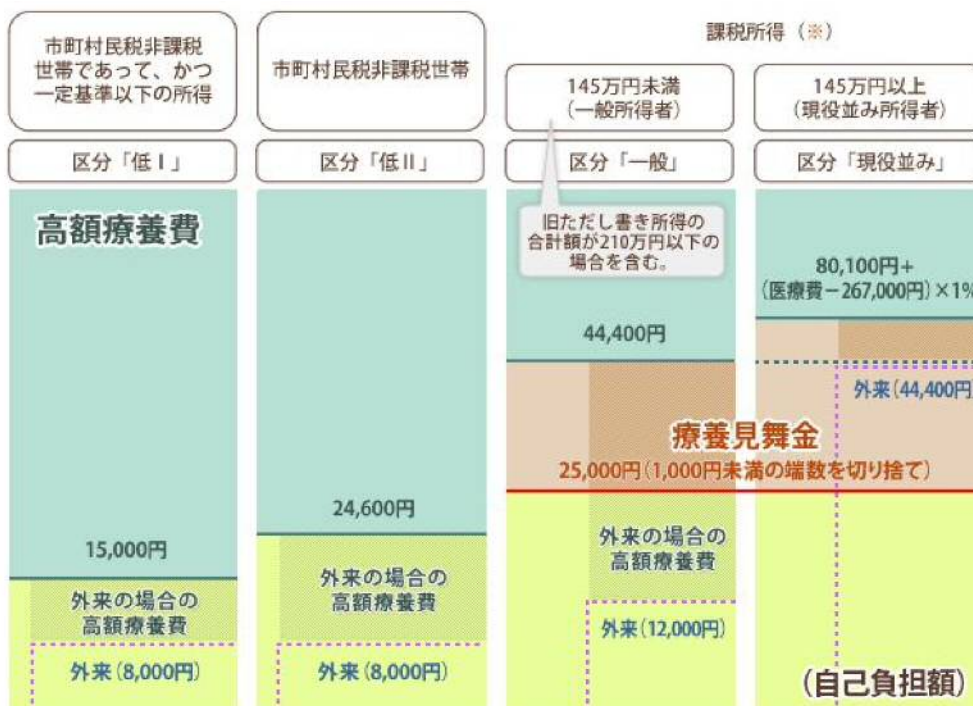 市町村民税非課税
世帯であって、かつ
一定基準以下の所得
市町村民税非課税世帯
課税所得（※）
145万円未満
（一般所得者）
145万円以上
（現役並み所得者）
区分「低Ⅰ」
区分「低Ⅱ」
区分「一般」
区分「現役並み」
高額療養費
旧ただし書き所得の
合計額が210万円以下の
場合を含む。
80,100円＋
（医療費－267,000円）×1%
44,400円
外来（44,400円）
療養見舞金
25,000円（1,000円未満の端数を切り捨て）
24,600円
15,000円
外来の場合の
高額療養費
外来の場合の
高額療養費
外来の場合の
高額療養費
外来（8,000円）
外来（8,000円）
外来（12,000円）
（自己負担額）